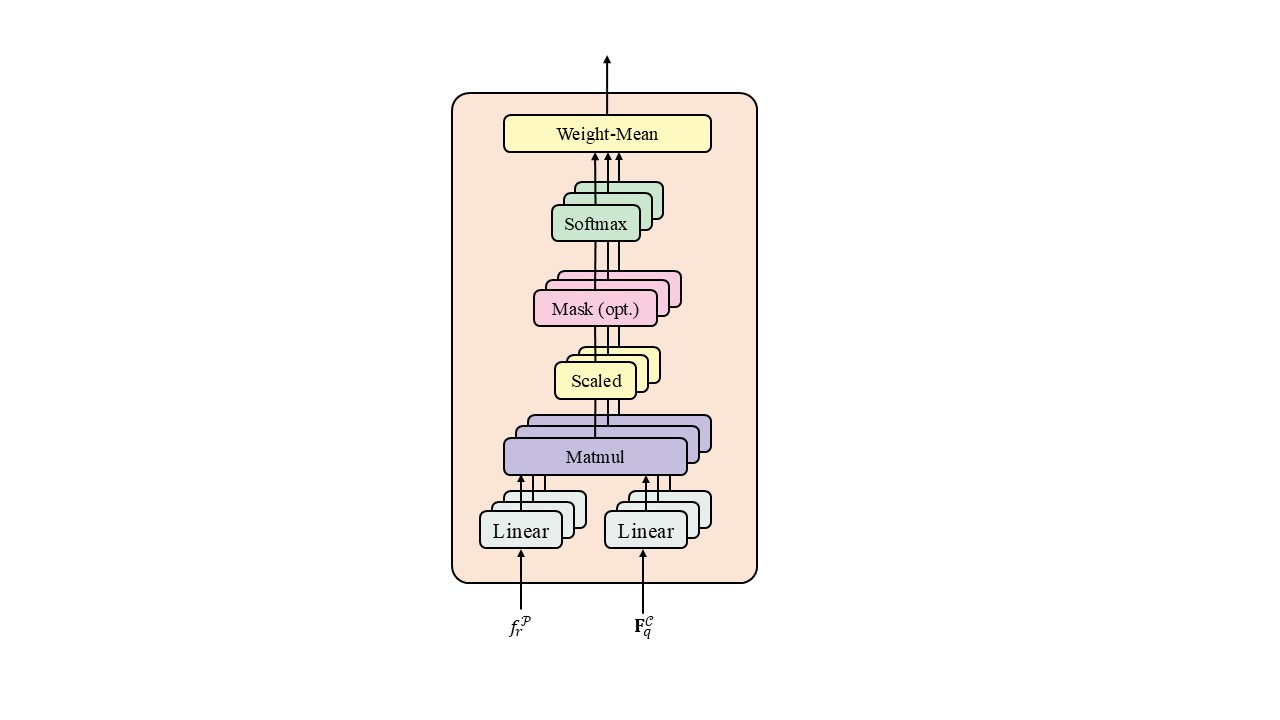 Weight-Mean
Softmax
Mask (opt.)
Scaled
Matmul
Linear Linear
$f_r^{\mathcal{P}}$ $\mathbf{F}_q^{\mathcal{C}}$